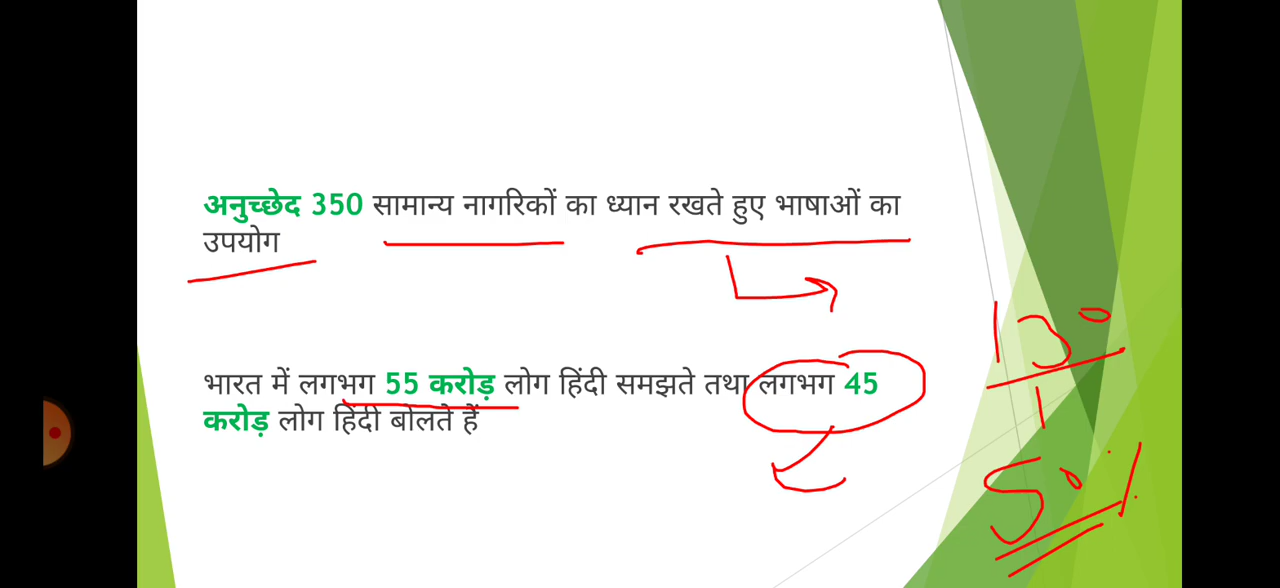 अनुच्छेद 350 सामान्य नागरिकों का ध्यान रखते हुए भाषाओं का
उपयोग
भारत में लगभग 55 करोड़ लोग हिंदी समझते तथा लगभग 45
करोड़ लोग हिंदी बोलते हैं
130
50%